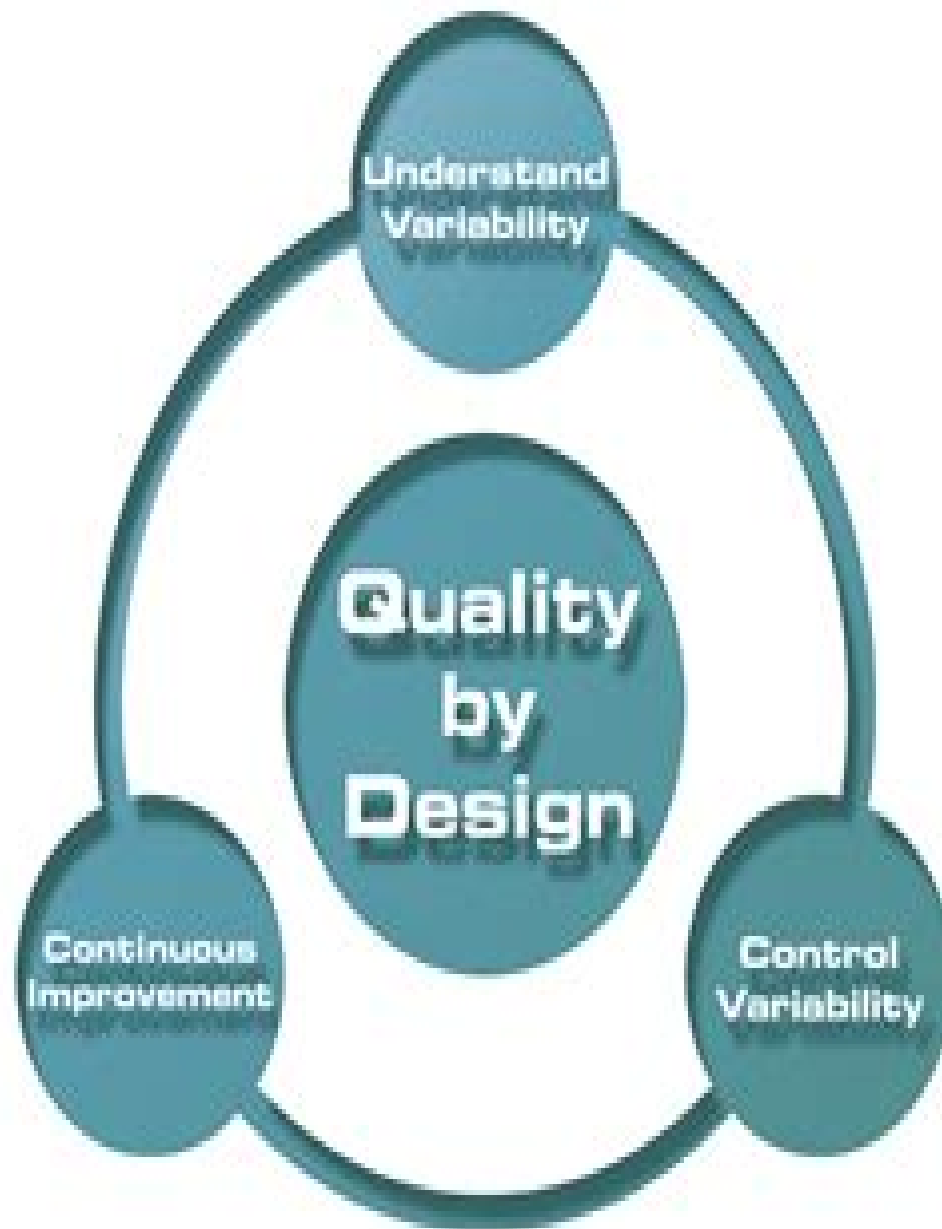 Understand
Variability
Quality
by
Design
Continuous
Improvement
Control
Variability